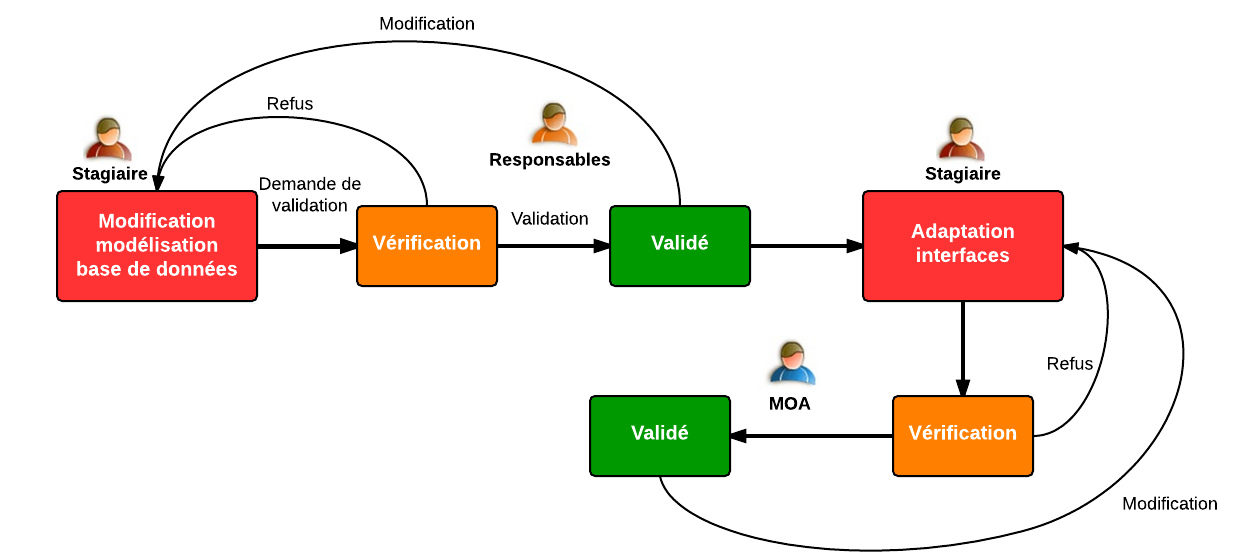 Modification
Refus
Responsables
Stagiaire
Stagiaire
Demande de
validation
Modification
modélisation
base de données
Vérification
Validation
Validé
Adaptation
interfaces
Refus
MOA
Validé
Vérification
Modification